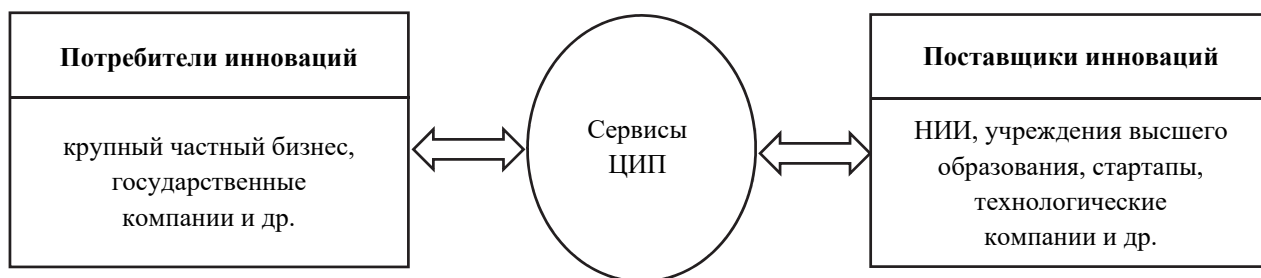 Потребители инноваций
крупный частный бизнес,
государственные
компании и др.
Сервисы
ЦИП
Поставщики инноваций
НИИ, учреждения высшего
образования, стартапы,
технологические
компании и др.